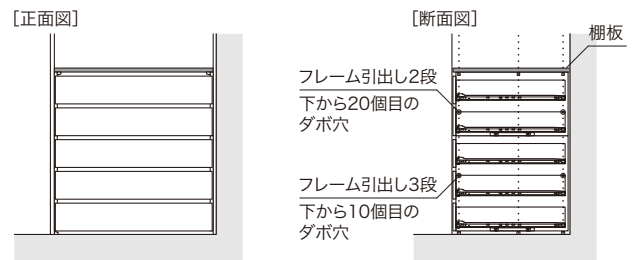 [正面図]
[断面図]
棚板
フレーム引出し2段
下から20個目の
ダボ穴
フレーム引出し3段
下から10個目の
ダボ穴